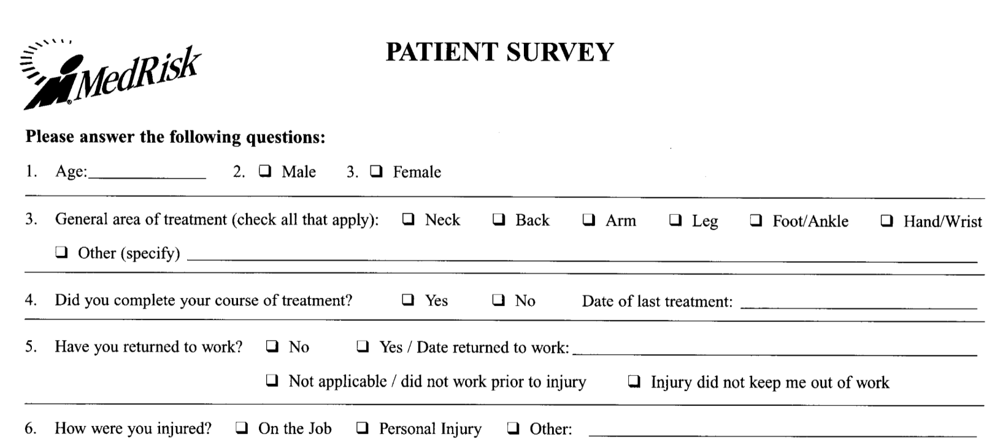 MedRisk®
PATIENT SURVEY
Please answer the following questions:
1. Age:______________ 2. ❑ Male 3. ❑ Female
3. General area of treatment (check all that apply): ❑ Neck ❑ Back ❑ Arm ❑ Leg ❑ Foot/Ankle ❑ Hand/Wrist
❑ Other (specify) ______________
4. Did you complete your course of treatment? ❑ Yes ❑ No Date of last treatment: ______________
5. Have you returned to work? ❑ No ❑ Yes / Date returned to work:______________
❑ Not applicable / did not work prior to injury ❑ Injury did not keep me out of work
6. How were you injured? ❑ On the Job ❑ Personal Injury ❑ Other: ______________